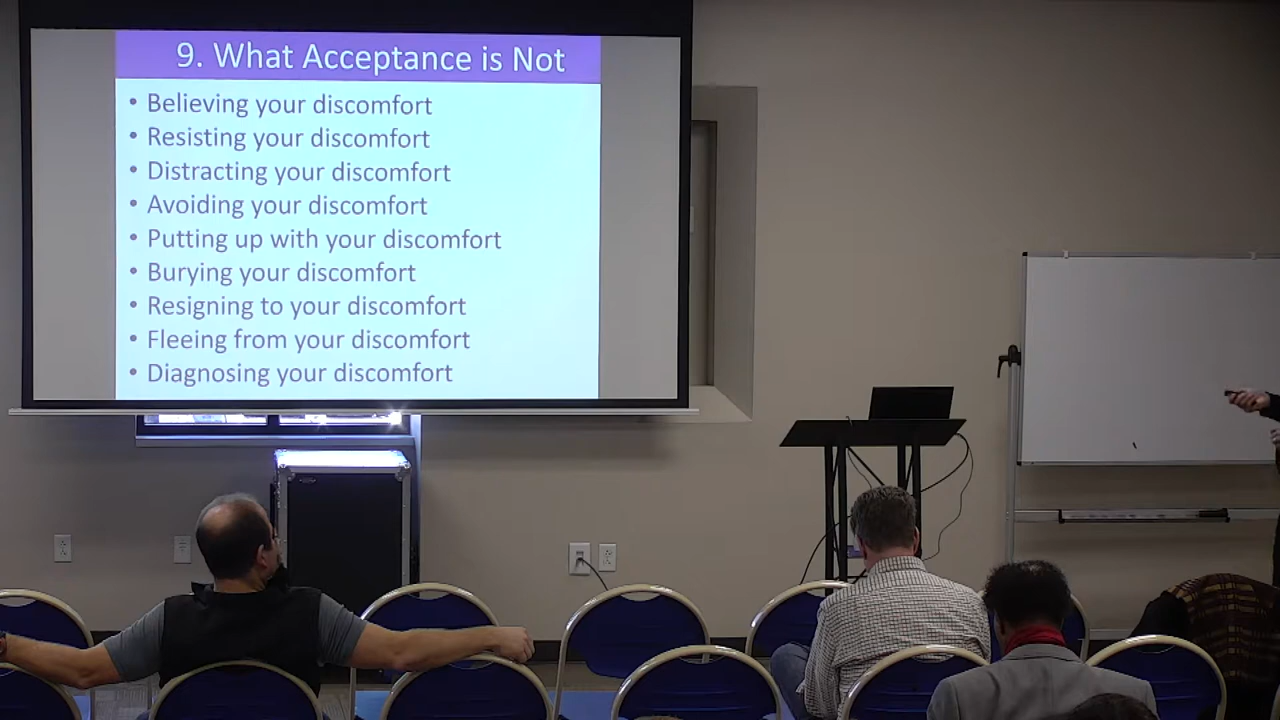 9. What Acceptance is Not
• Believing your discomfort
• Resisting your discomfort
• Distracting your discomfort
• Avoiding your discomfort
• Putting up with your discomfort
• Burying your discomfort
• Resigning to your discomfort
• Fleeing from your discomfort
• Diagnosing your discomfort